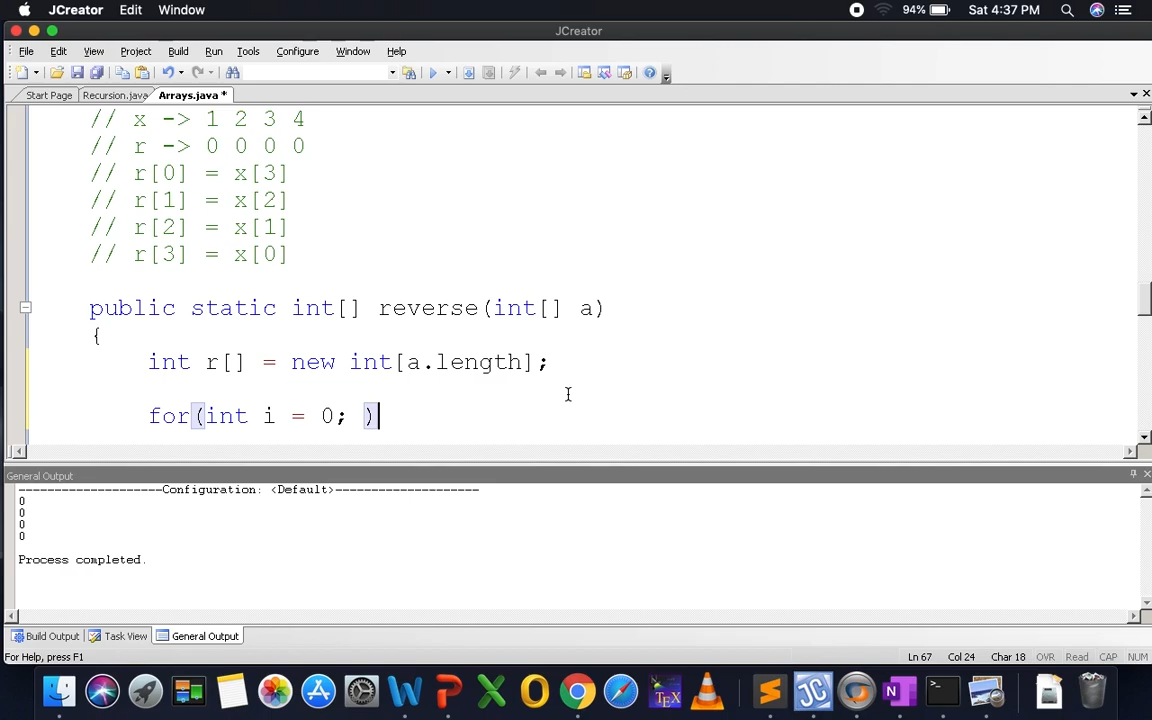 JCreator Edit Window 94% Sat 4:37 PM
JCreator
File Edit View Project Build Run Tools Configure Window Help
Start Page Recursion.java Arrays.java *
// x -> 1 2 3 4
// r -> 0 0 0 0
// r[0] = x[3]
// r[1] = x[2]
// r[2] = x[1]
// r[3] = x[0]
public static int[] reverse(int[] a)
{
int r[] = new int[a.length];
for(int i = 0; )
General Output
--------------------Configuration: <Default>--------------------
0
0
0
0
Process completed.
Build Output Task View General Output
For Help, press F1 Ln 67 Col 24 Char 18 OVR Read CAP NUM